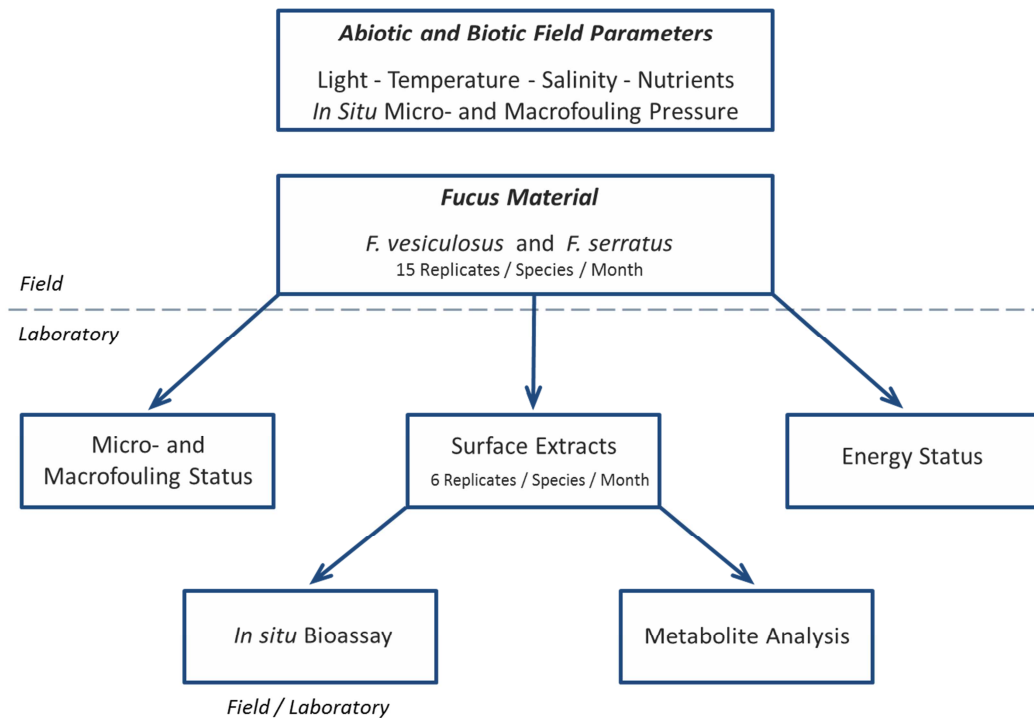 Abiotic and Biotic Field Parameters
Light - Temperature - Salinity - Nutrients
In Situ Micro- and Macrofouling Pressure
Fucus Material
F. vesiculosus and F. serratus
15 Replicates / Species / Month
Field
Laboratory
Micro- and
Macrofouling Status
Surface Extracts
6 Replicates / Species / Month
Energy Status
In situ Bioassay
Metabolite Analysis
Field / Laboratory